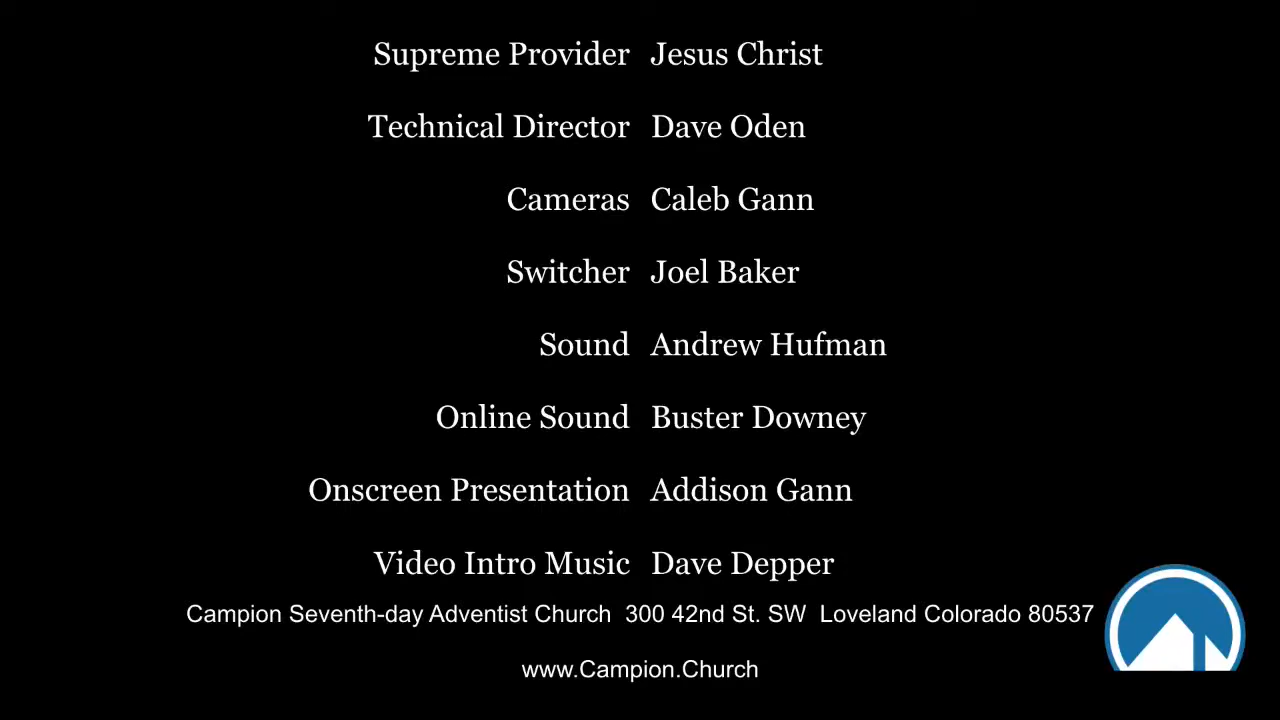 Supreme Provider Jesus Christ
Technical Director Dave Oden
Cameras Caleb Gann
Switcher Joel Baker
Sound Andrew Hufman
Online Sound Buster Downey
Onscreen Presentation Addison Gann
Video Intro Music Dave Depper
Campion Seventh-day Adventist Church 300 42nd St. SW Loveland Colorado 80537
www.Campion.Church